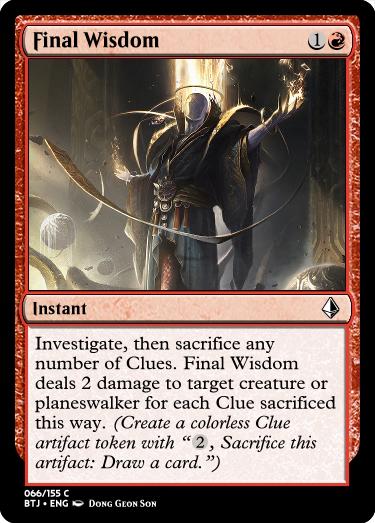 Final Wisdom 1
Instant
Investigate, then sacrifice any
number of Clues. Final Wisdom
deals 2 damage to target creature or
planeswalker for each Clue sacrificed
this way. (Create a colorless Clue
artifact token with “2, Sacrifice this
artifact: Draw a card.”)
066/155 C
BTJ • ENG Dong Geon Son